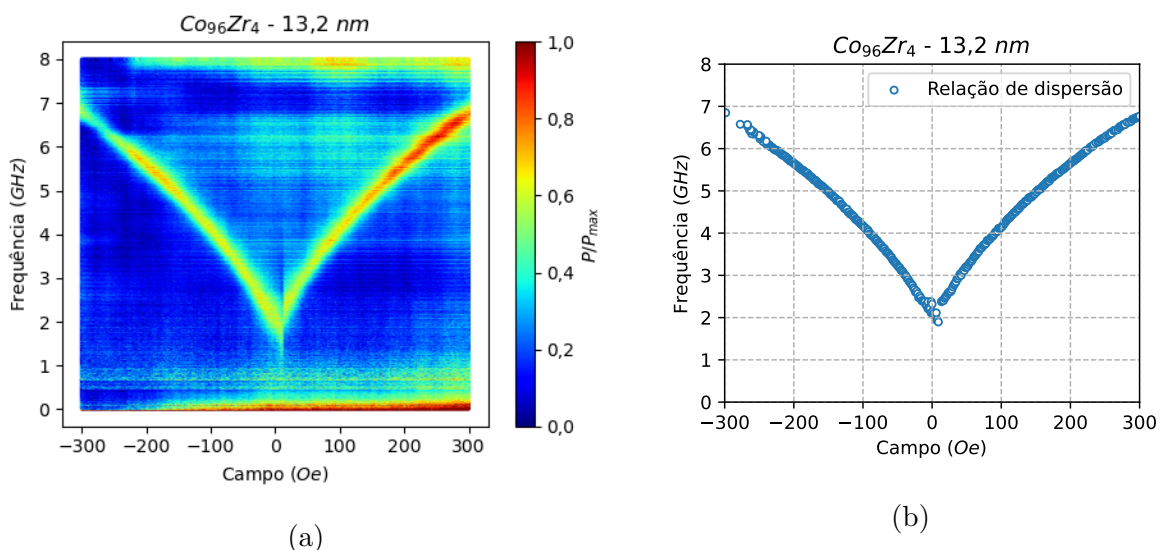 Co₉₆Zr₄ - 13,2 nm
8
7
6
5
4
3
2
1
0
Frequência (GHz)
−300 −200 −100 0 100 200 300
Campo (Oe)
1,0
0,8
0,6
0,4
0,2
0,0
P/Pₘₐₓ
(a)
Co₉₆Zr₄ - 13,2 nm
Relação de dispersão
8
7
6
5
4
3
2
1
0
Frequência (GHz)
−300 −200 −100 0 100 200 300
Campo (Oe)
(b)